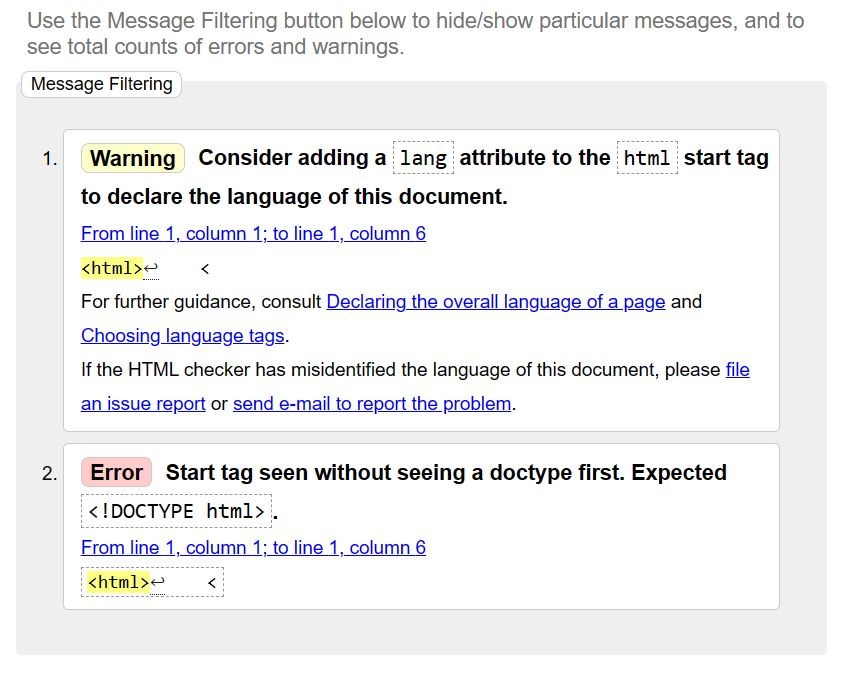 Use the Message Filtering button below to hide/show particular messages, and to
see total counts of errors and warnings.
Message Filtering
1. Warning Consider adding a lang attribute to the html start tag
to declare the language of this document.
From line 1, column 1; to line 1, column 6
<html>↩ <
For further guidance, consult Declaring the overall language of a page and
Choosing language tags.
If the HTML checker has misidentified the language of this document, please file
an issue report or send e-mail to report the problem.
2. Error Start tag seen without seeing a doctype first. Expected
<!DOCTYPE html>.
From line 1, column 1; to line 1, column 6
<html>↩ <